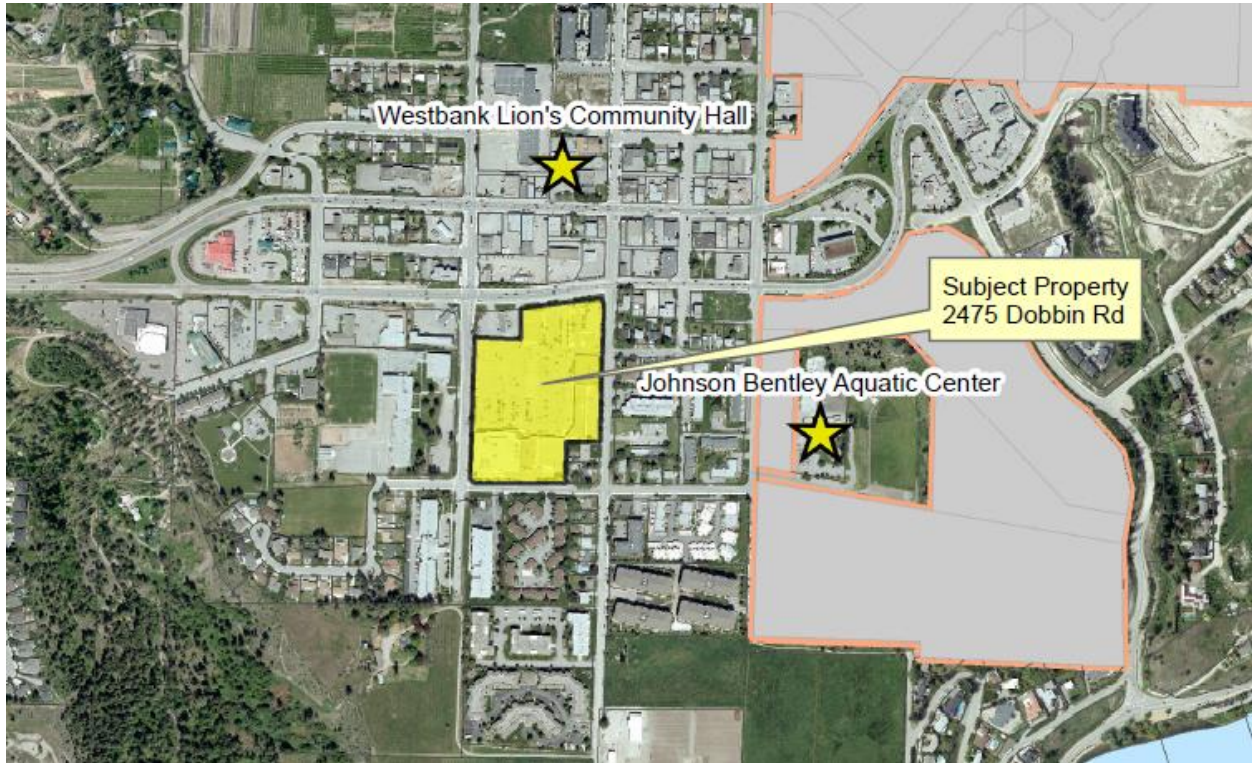 Westbank Lion's Community Hall
Subject Property
2475 Dobbin Rd
Johnson Bentley Aquatic Center